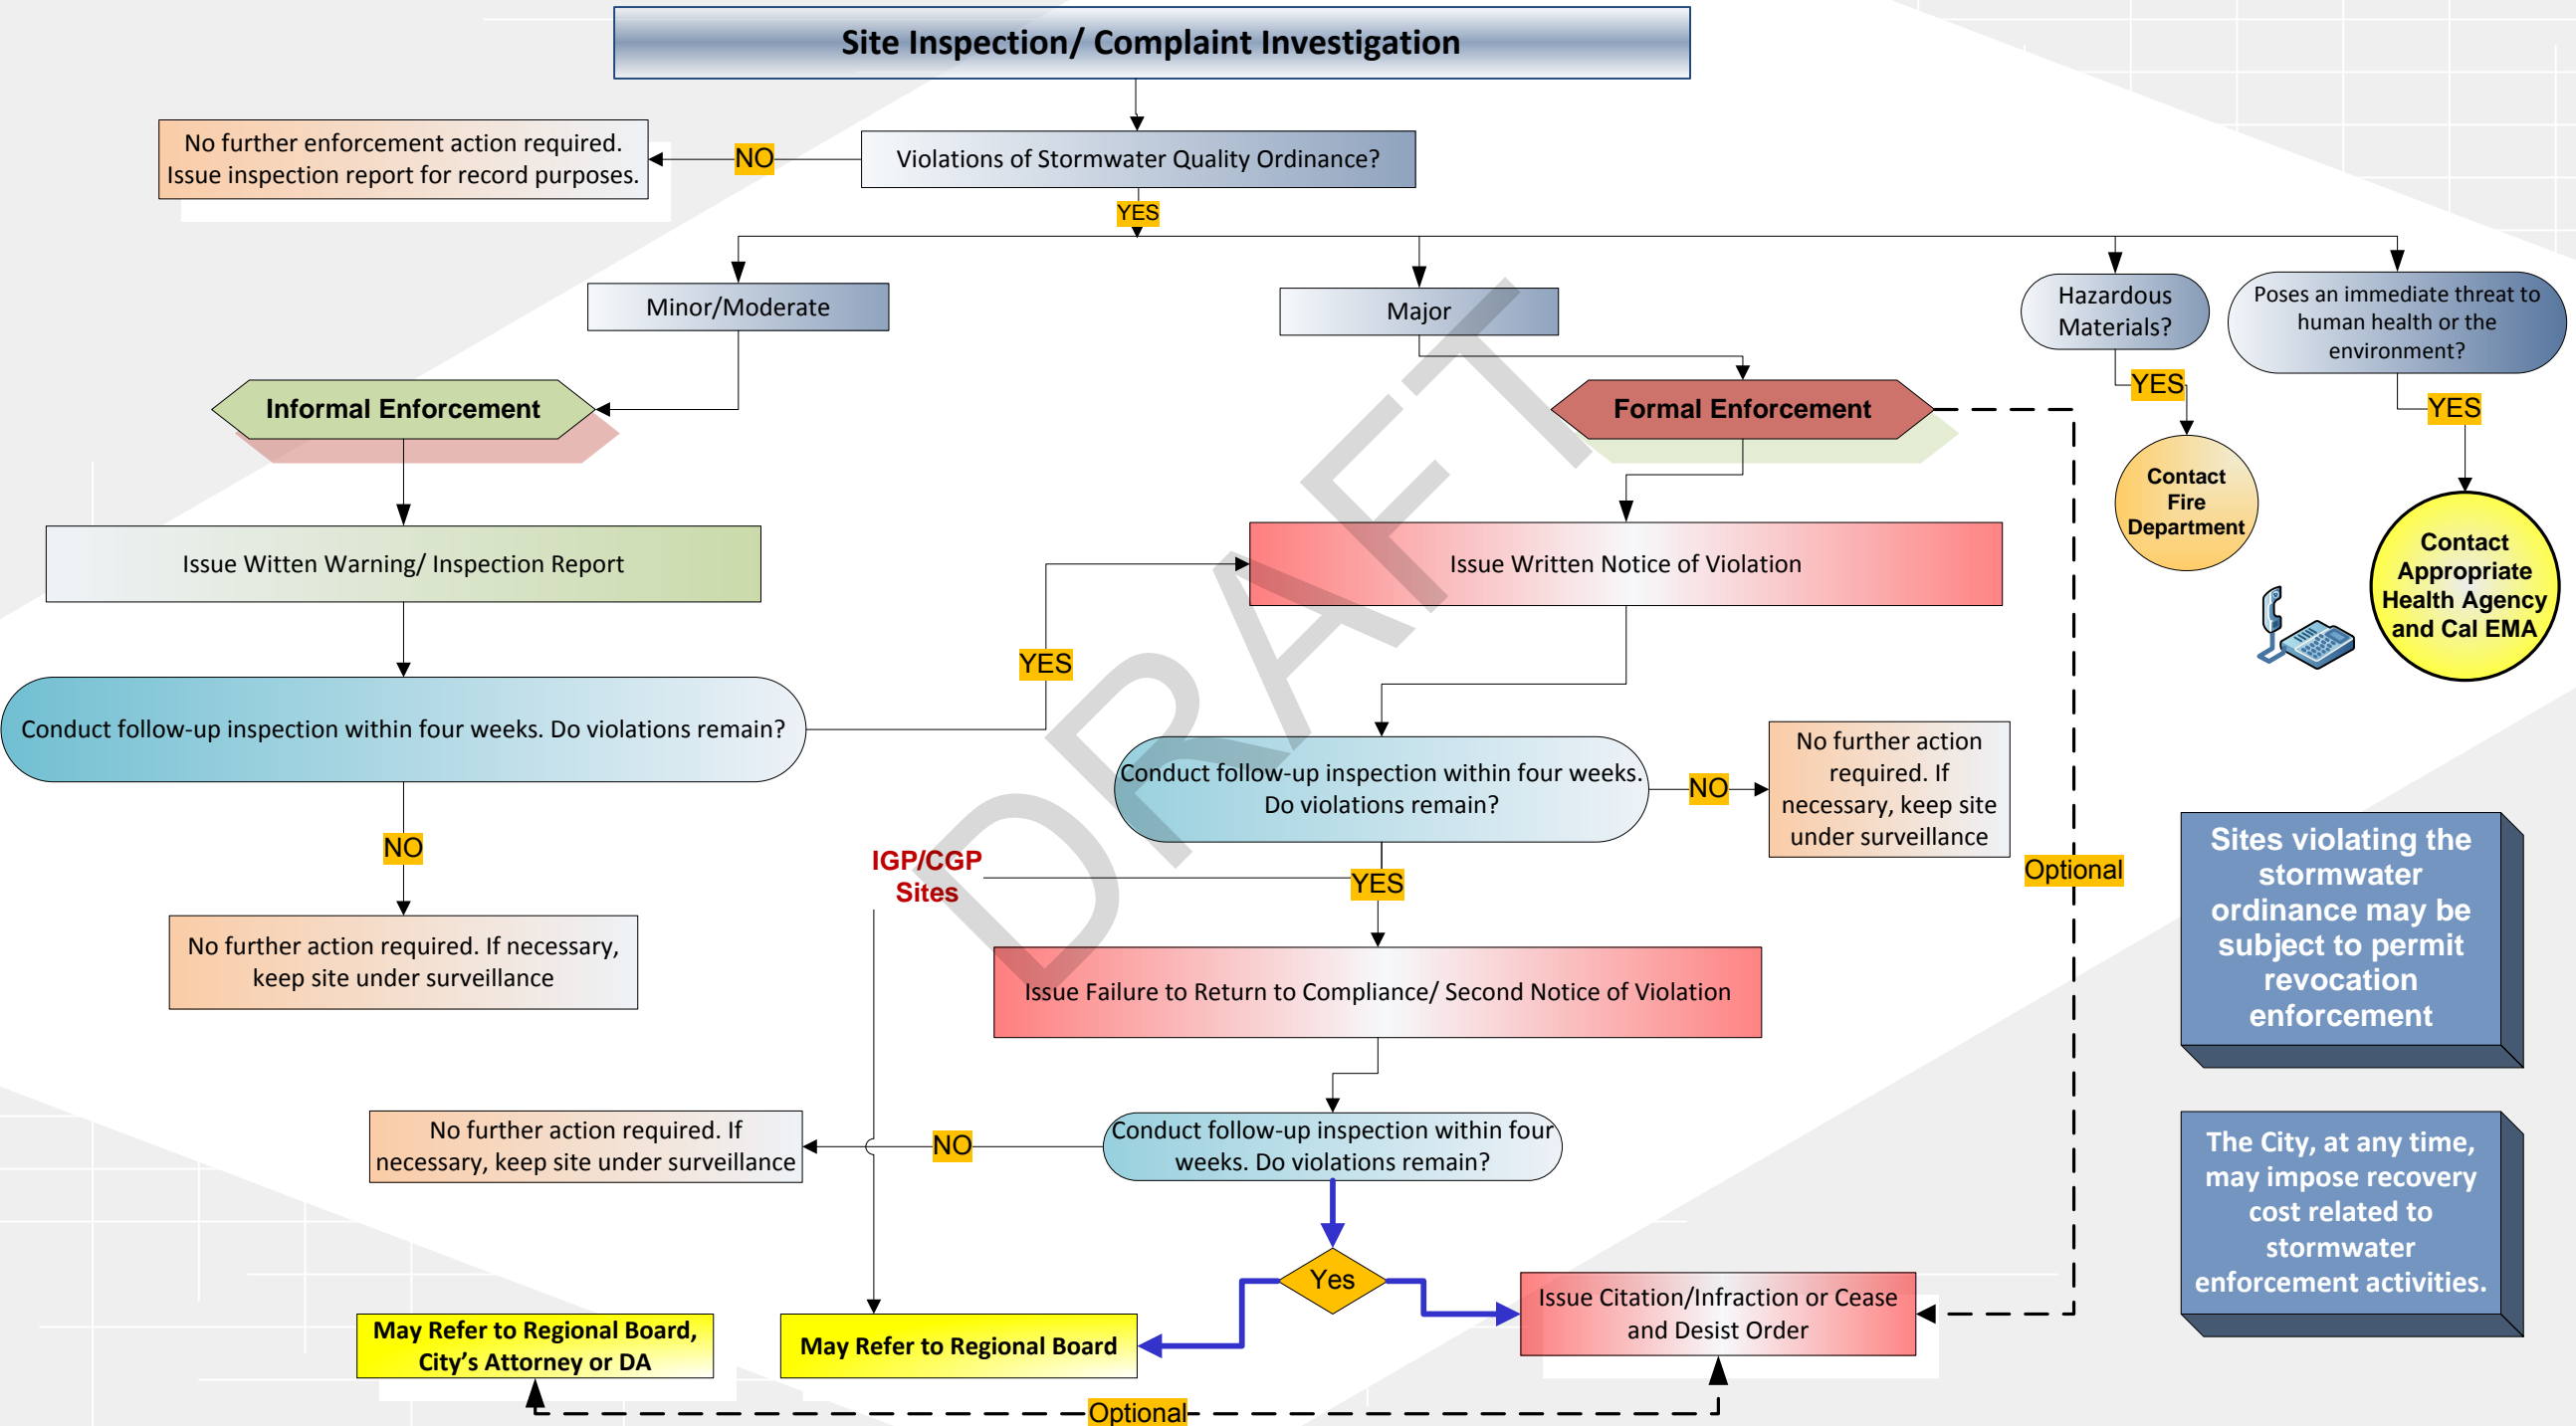 Site Inspection/ Complaint Investigation
No further enforcement action required.
Issue inspection report for record purposes.
NO
Violations of Stormwater Quality Ordinance?
YES
Minor/Moderate
Major
Hazardous
Materials?
Poses an immediate threat to
human health or the
environment?
YES
YES
Informal Enforcement
Formal Enforcement
Contact
Fire
Department
Contact
Appropriate
Health Agency
and Cal EMA
Issue Witten Warning/ Inspection Report
Issue Written Notice of Violation
YES
Conduct follow-up inspection within four weeks. Do violations remain?
Conduct follow-up inspection within four weeks.
Do violations remain?
NO
No further action
required. If
necessary, keep site
under surveillance
NO
IGP/CGP
Sites
YES
Optional
No further action required. If necessary,
keep site under surveillance
Issue Failure to Return to Compliance/ Second Notice of Violation
Sites violating the
stormwater
ordinance may be
subject to permit
revocation
enforcement
No further action required. If
necessary, keep site under surveillance
NO
Conduct follow-up inspection within four
weeks. Do violations remain?
The City, at any time,
may impose recovery
cost related to
stormwater
enforcement activities.
Yes
May Refer to Regional Board,
City's Attorney or DA
May Refer to Regional Board
Issue Citation/Infraction or Cease
and Desist Order
Optional
DRAFT